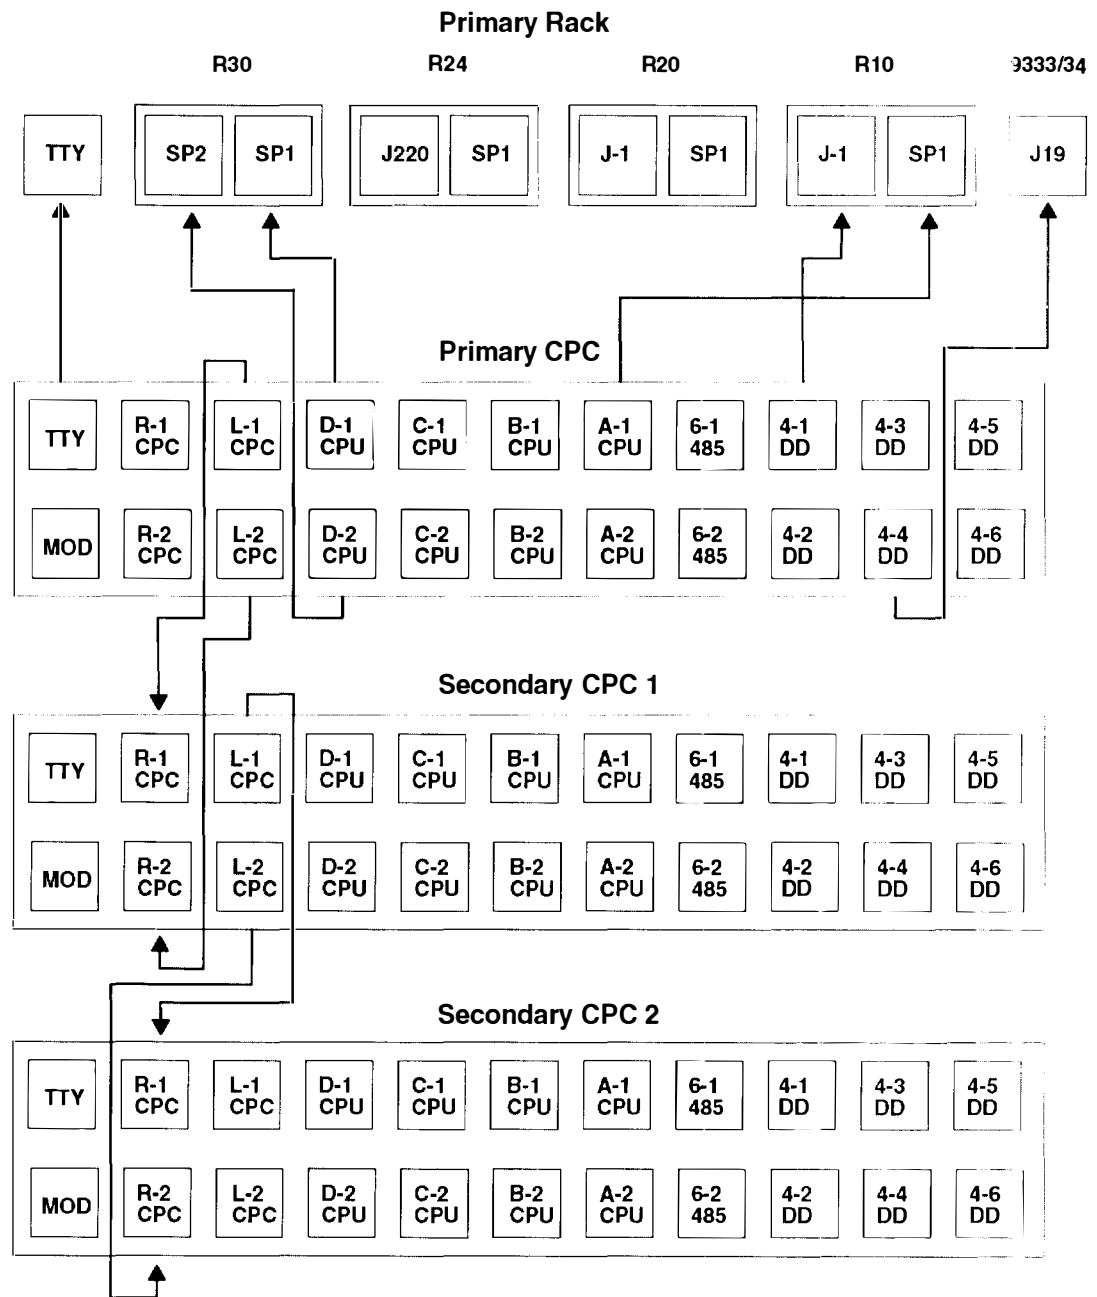 Primary Rack
R30 R24 R20 R10 9333/34
TTY SP2 SP1 J220 SP1 J-1 SP1 J-1 SP1 J19
Primary CPC
TTY R-1 CPC L-1 CPC D-1 CPU C-1 CPU B-1 CPU A-1 CPU 6-1 485 4-1 DD 4-3 DD 4-5 DD
MOD R-2 CPC L-2 CPC D-2 CPU C-2 CPU B-2 CPU A-2 CPU 6-2 485 4-2 DD 4-4 DD 4-6 DD
Secondary CPC 1
TTY R-1 CPC L-1 CPC D-1 CPU C-1 CPU B-1 CPU A-1 CPU 6-1 485 4-1 DD 4-3 DD 4-5 DD
MOD R-2 CPC L-2 CPC D-2 CPU C-2 CPU B-2 CPU A-2 CPU 6-2 485 4-2 DD 4-4 DD 4-6 DD
Secondary CPC 2
TTY R-1 CPC L-1 CPC D-1 CPU C-1 CPU B-1 CPU A-1 CPU 6-1 485 4-1 DD 4-3 DD 4-5 DD
MOD R-2 CPC L-2 CPC D-2 CPU C-2 CPU B-2 CPU A-2 CPU 6-2 485 4-2 DD 4-4 DD 4-6 DD